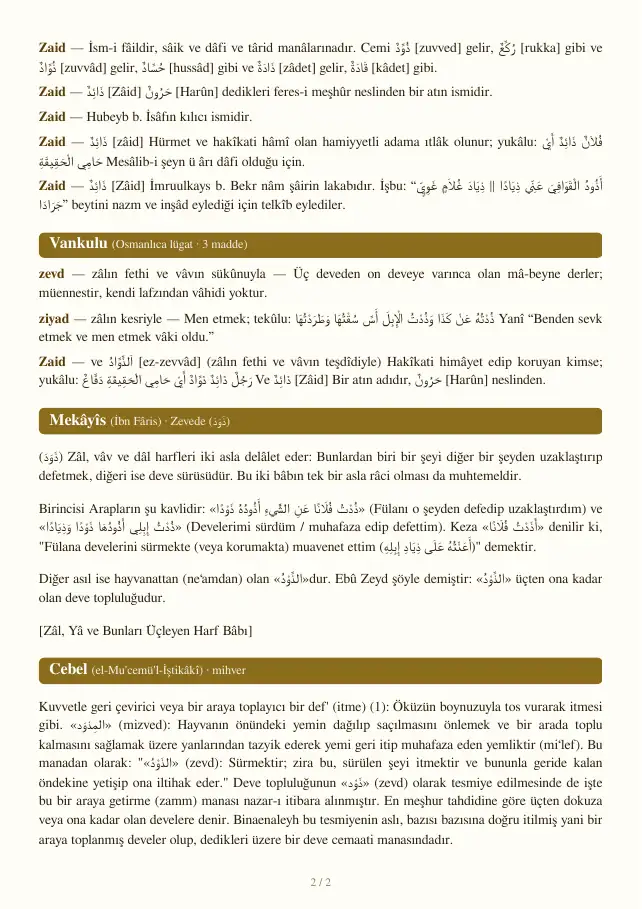 Zaid — İsm-i fâildir, sâik ve dâfi ve târid manâlarınadır. Cemi ذُوَّدٌ [zuvved] gelir, رُكَّعٌ [rukka] gibi ve
ذُوَّادٌ [zuvvâd] gelir, حُسَّادٌ [hussâd] gibi ve ذَادَةٌ [zâdet] gelir, قَادَةٌ [kâdet] gibi.
Zaid — ذَائِدٌ [Zâid] حَرُونٌ [Harûn] dedikleri feres-i meşhûr neslinden bir atın ismidir.
Zaid — Hubeyb b. İsâfın kılıcı ismidir.
Zaid — ذَائِدٌ [zâid] Hürmet ve hakîkati hâmî olan hamiyyetli adama ıtlâk olunur; yukâlu: فُلاَنٌ ذَائِدٌ أَيْ
حَامِي الْحَقِيقَةِ Mesâlib-i şeyn ü ârı dâfi olduğu için.
Zaid — ذَائِدٌ [Zâid] İmruulkays b. Bekr nâm şâirin lakabıdır. İşbu: “أَذُودُ الْقَوَافِيَ عَنِّي ذِيَادًا || ذِيَادَ غُلاَمٍ غَوِيٍّ
جَرَادَا” beytini nazm ve inşâd eylediği için telkîb eylediler.
Vankulu (Osmanlıca lügat · 3 madde)
zevd — zâlın fethi ve vâvın sükûnuyla — Üç deveden on deveye varınca olan mâ-beyne derler;
müennestir, kendi lafzından vâhidi yoktur.
ziyad — zâlın kesriyle — Men etmek; tekûlu: ذُدْتُهُ عَنْ كَذَا وَذُدْتُ الْإِبِلَ أَيْ سُقْتُهَا وَطَرَدْتُهَا Yanî “Benden sevk
etmek ve men etmek vâki oldu.”
Zaid — ve اَلذَّوَّادُ [ez-zevvâd] (zâlın fethi ve vâvın teşdîdiyle) Hakîkati himâyet edip koruyan kimse;
yukâlu: رَجُلٌ ذَائِدٌ ذَوَّادٌ أَيْ حَامِي الْحَقِيقَةِ دَفَّاعٌ Ve ذَائِدٌ [Zâid] Bir atın adıdır, حَرُونٌ [Harûn] neslinden.
Mekâyîs (İbn Fâris) · Zevede (ذَوَدَ)
(ذَوَدَ) Zâl, vâv ve dâl harfleri iki asla delâlet eder: Bunlardan biri bir şeyi diğer bir şeyden uzaklaştırıp
defetmek, diğeri ise deve sürüsüdür. Bu iki bâbın tek bir asla râci olması da muhtemeldir.
Birincisi Arapların şu kavlidir: «ذُدْتُ فُلَانًا عَنِ الشَّيْءِ أَذُودُهُ ذَوْدًا» (Fülanı o şeyden defedip uzaklaştırdım) ve
«ذُدْتُ إِبِلِي أَذُودُهَا ذَوْدًا وَذِيَادًا» (Develerimi sürdüm / muhafaza edip defettim). Keza «أَذَدْتُ فُلَانًا» denilir ki,
"Fülana develerini sürmekte (veya korumakta) muavenet ettim (أَعَنْتُهُ عَلَى ذِيَادِ إِبِلِهِ)" demektir.
Diğer asıl ise hayvanattan (ne'amdan) olan «الذَّوْدُ»dur. Ebû Zeyd şöyle demiştir: «الذَّوْدُ» üçten ona kadar
olan deve topluluğudur.
[Zâl, Yâ ve Bunları Üçleyen Harf Bâbı]
Cebel (el-Mu'cemü'l-İştikâkî) · mihver
Kuvvetle geri çevirici veya bir araya toplayıcı bir def' (itme) (1): Öküzün boynuzuyla tos vurarak itmesi
gibi. «المِذوَد» (mizved): Hayvanın önündeki yemin dağılıp saçılmasını önlemek ve bir arada toplu
kalmasını sağlamak üzere yanlarından tazyik ederek yemi geri itip muhafaza eden yemliktir (mi‘lef). Bu
manadan olarak: "«الذَوْد» (zevd): Sürmektir; zira bu, sürülen şeyi itmektir ve bununla geride kalan
öndekine yetişip ona iltihak eder." Deve topluluğunun «ذَوْد» (zevd) olarak tesmiye edilmesinde de işte
bu bir araya getirme (zamm) manası nazar-ı itibara alınmıştır. En meşhur tahdidine göre üçten dokuza
veya ona kadar olan develere denir. Binaenaleyh bu tesmiyenin aslı, bazısı bazısına doğru itilmiş yani bir
araya toplanmış develer olup, dedikleri üzere bir deve cemaati manasındadır.
2 / 2